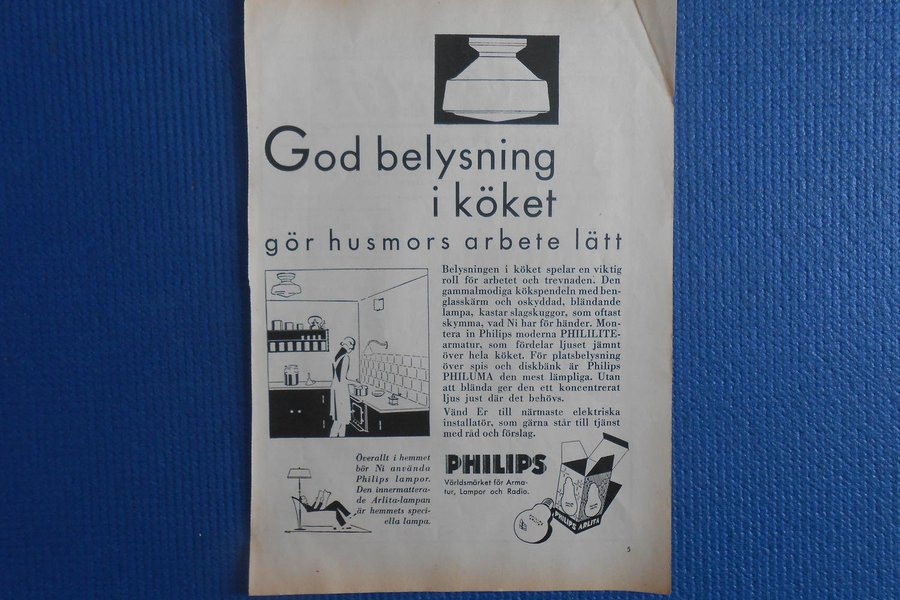 God belysning
i köket
gör husmors arbete lätt
Belysningen i köket spelar en viktig
roll för arbetet och trevnaden. Den
gammalmodiga kökspendeln med ben-
glasskärm och oskyddad, bländande
lampa, kastar slagskuggor, som oftast
skymma, vad Ni har för händer. Mon-
tera in Philips moderna PHILILITE-
armatur, som fördelar ljuset jämnt
över hela köket. För platsbelysning
över spis och diskbänk är Philips
PHILUMA den mest lämpliga. Utan
att blända ger den ett koncentrerat
ljus just där det behövs.
Vänd Er till närmaste elektriska
installatör, som gärna står till tjänst
med råd och förslag.
Överallt i hemmet
bör Ni använda
Philips lampor.
Den innermattera-
de Arlita-lampan
är hemmets speci-
ella lampa.
PHILIPS
Världsmärket för Arma-
tur, Lampor och Radio.
PHILIPS ARLITA
5